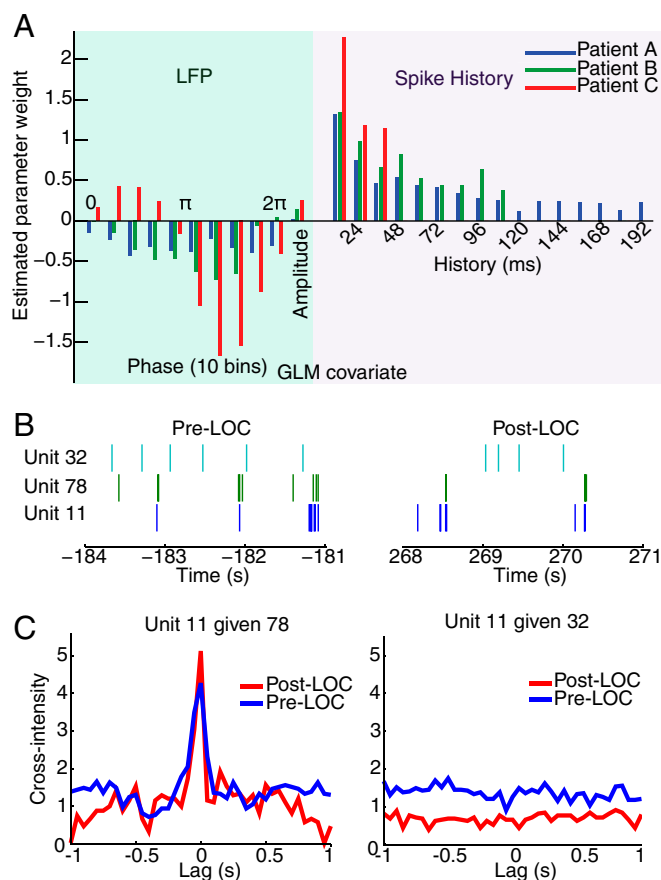 A
LFP
Spike History
Patient A
Patient B
Patient C
Estimated parameter weight
2
1.5
1
0.5
0
−0.5
−1
−1.5
0
π
2π
Amplitude
24
48
72
96
120
144
168
192
History (ms)
Phase (10 bins)
GLM covariate
B
Pre-LOC
Post-LOC
Unit 32
Unit 78
Unit 11
−184
−183
−182
−181
268
269
270
271
Time (s)
Time (s)
C
Unit 11 given 78
Unit 11 given 32
Cross-intensity
5
4
3
2
1
0
Post-LOC
Pre-LOC
-1
-0.5
0
0.5
1
Lag (s)
5
4
3
2
1
0
Post-LOC
Pre-LOC
-1
-0.5
0
0.5
1
Lag (s)